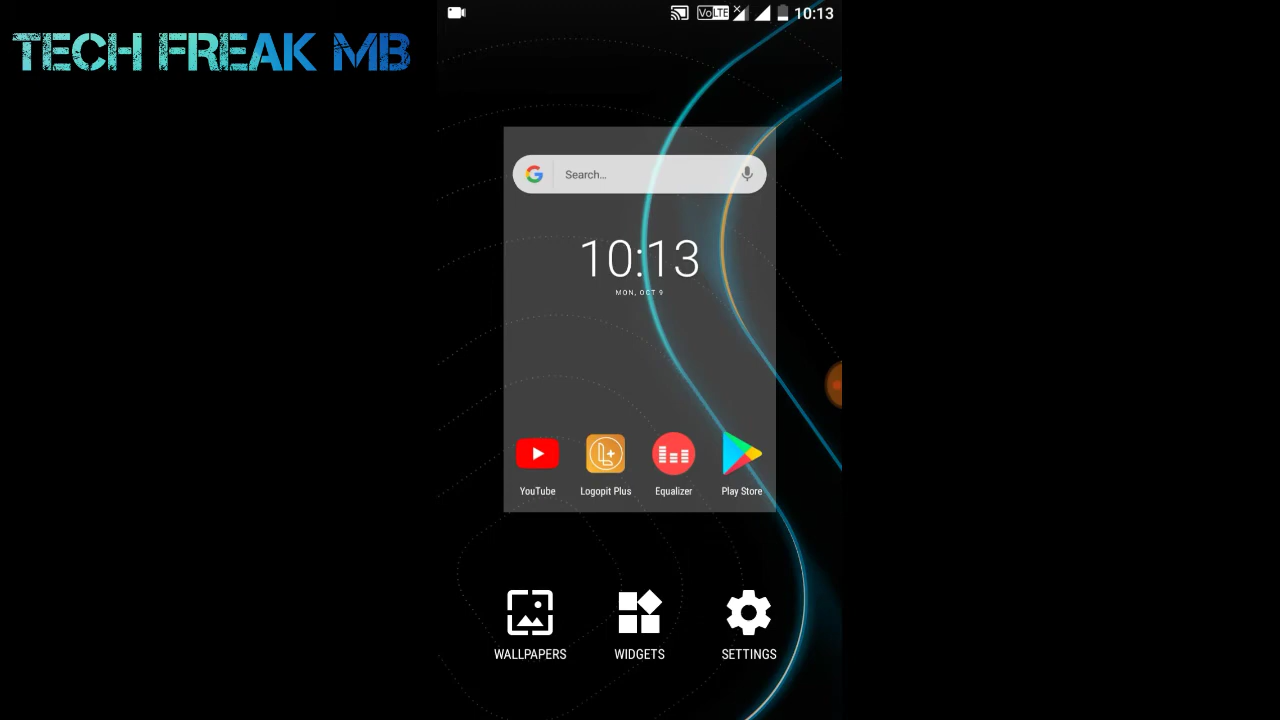 VoLTE 10:13
TECH FREAK MB
Search...
10:13
MON, OCT 9
YouTube Logopit Plus Equalizer Play Store
WALLPAPERS WIDGETS SETTINGS